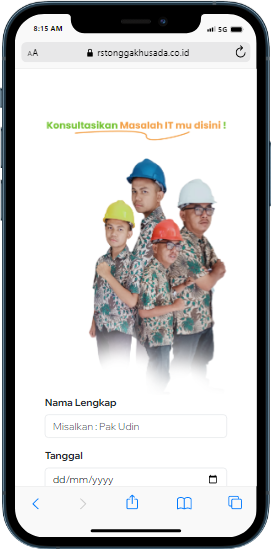 8:15 AM
5G
AA
rstonggakhusada.co.id
Konsultasikan Masalah IT mu disini !
Nama Lengkap
Misalkan : Pak Udin
Tanggal
dd/mm/yyyy